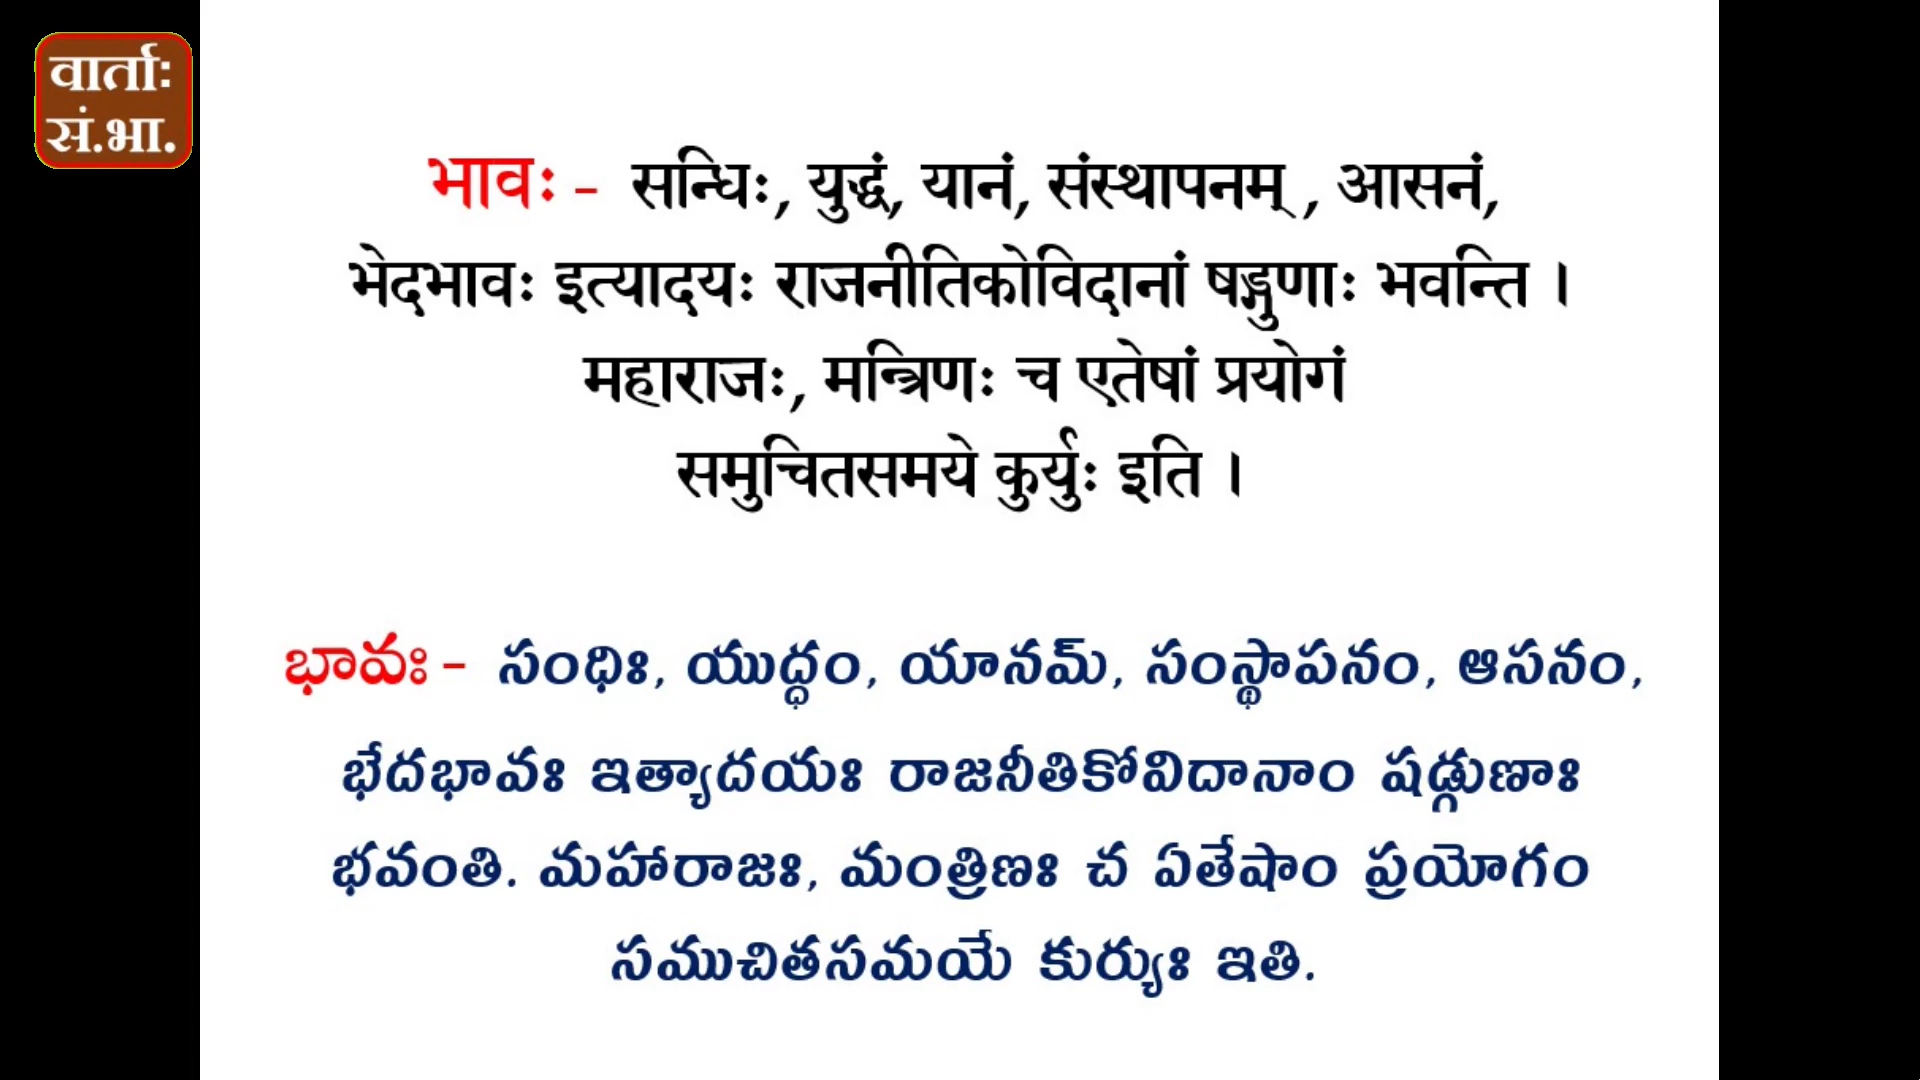 वार्ताः
सं.भा.
भावः - सन्धिः, युद्धं, यानं, संस्थापनम् , आसनं,
भेदभावः इत्यादयः राजनीतिकोविदानां षड्गुणाः भवन्ति ।
महाराजः, मन्त्रिणः च एतेषां प्रयोगं
समुचितसमये कुर्युः इति ।
భావః - సంధిః, యుద్ధం, యానమ్, సంస్థాపనం, ఆసనం,
భేదభావః ఇత్యాదయః రాజనీతికోవిదానాం షడ్గుణాః
భవంతి. మహారాజః, మంత్రిణః చ ఏతేషాం ప్రయోగం
సముచితసమయే కుర్యుః ఇతి.